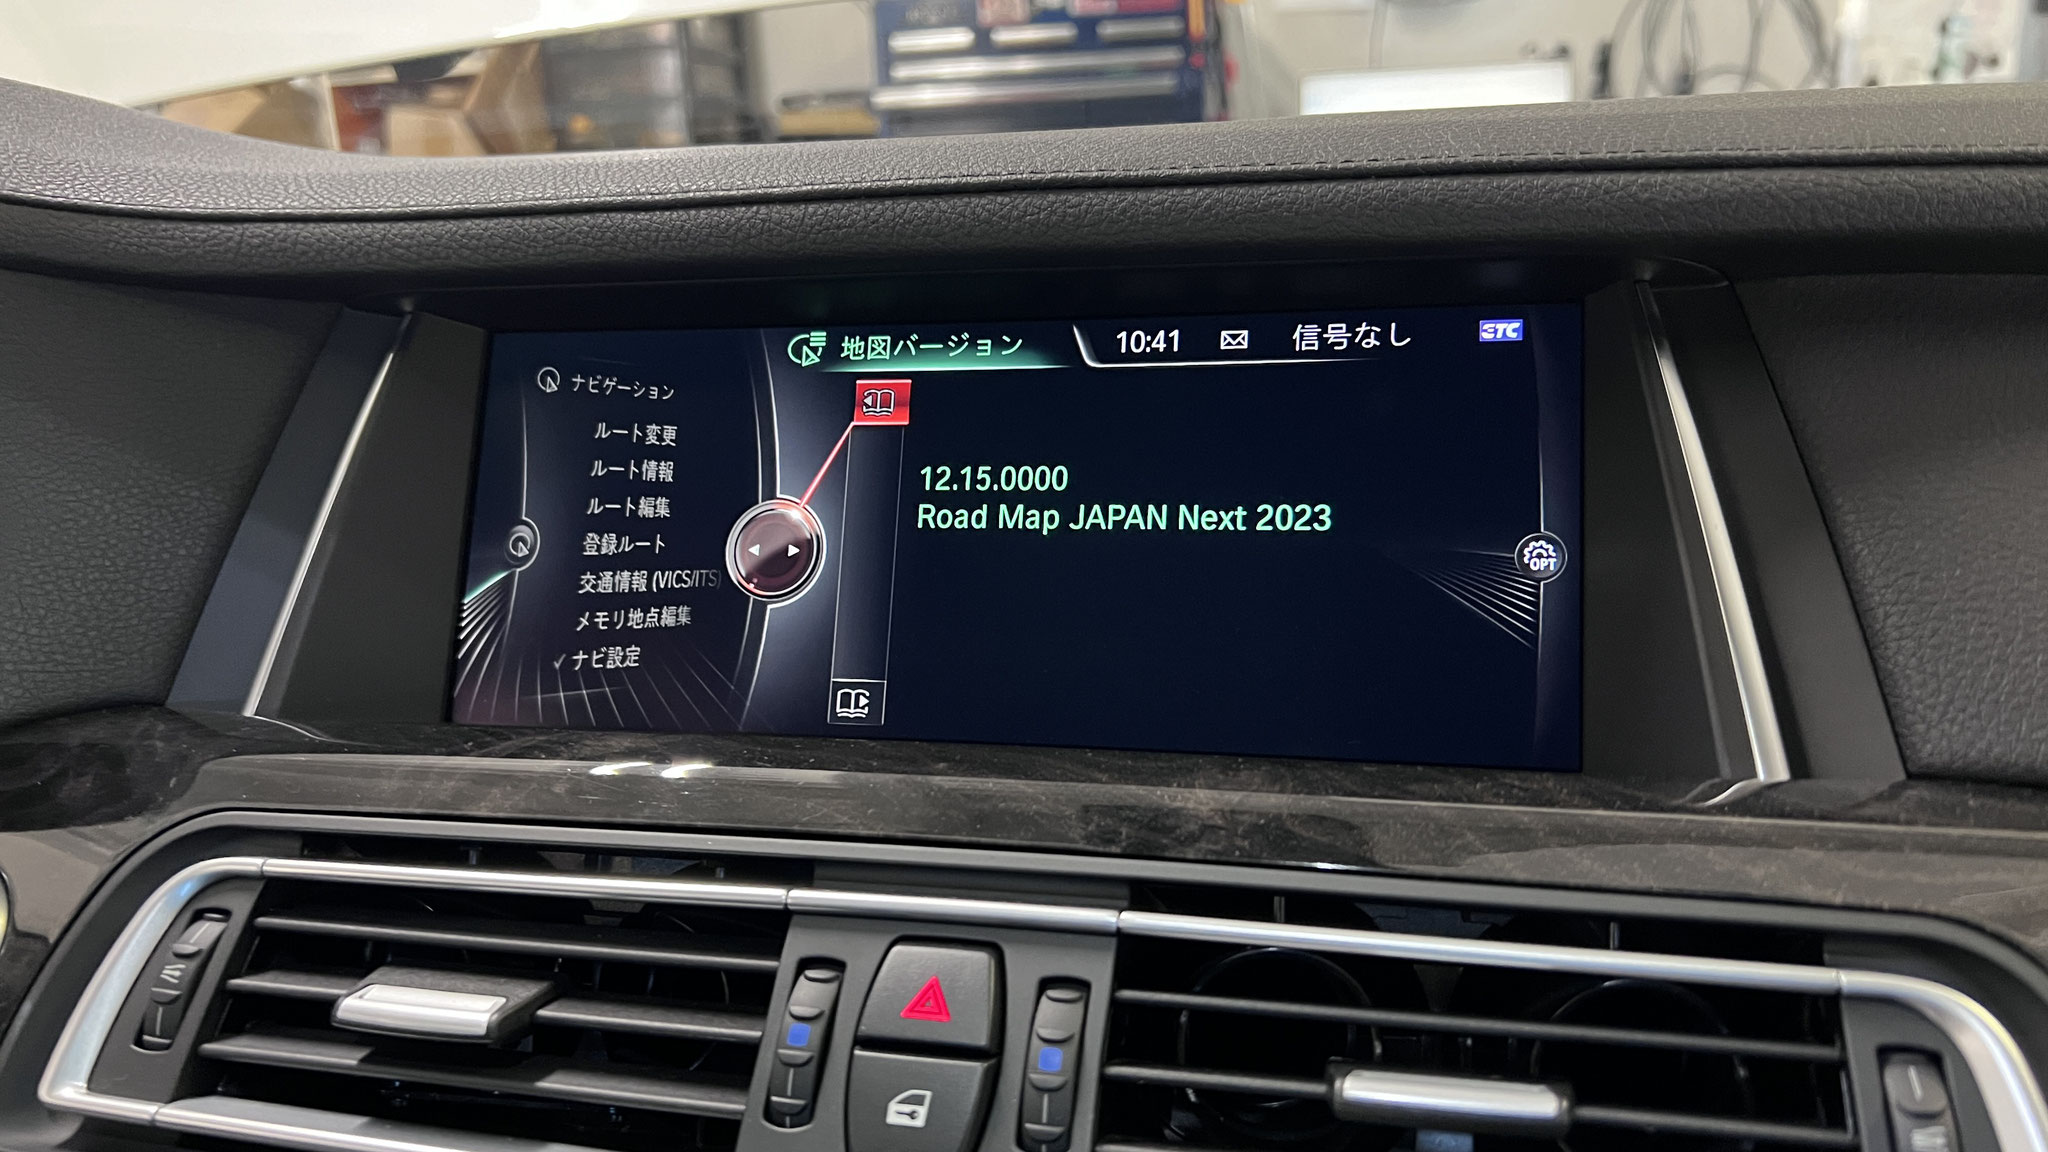 地図バージョン
10:41
信号なし
ETC
ナビゲーション
ルート変更
ルート情報
ルート編集
登録ルート
交通情報 (VICS/ITS)
メモリ地点編集
ナビ設定
12.15.0000
Road Map JAPAN Next 2023
OPT